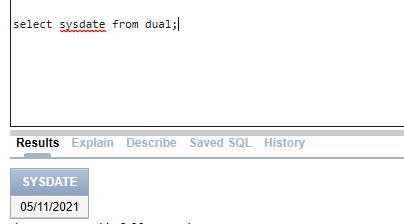 select sysdate from dual;
Results Explain Describe Saved SQL History
SYSDATE
05/11/2021